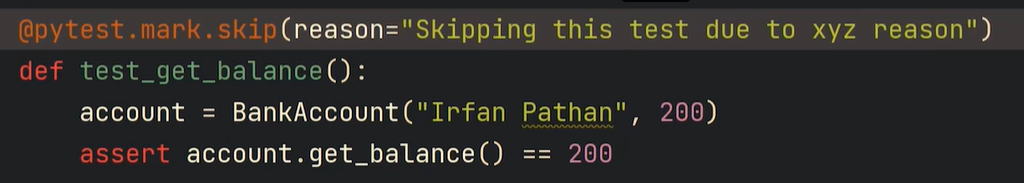 @pytest.mark.skip(reason="Skipping this test due to xyz reason")
def test_get_balance():
    account = BankAccount("Irfan Pathan", 200)
    assert account.get_balance() == 200